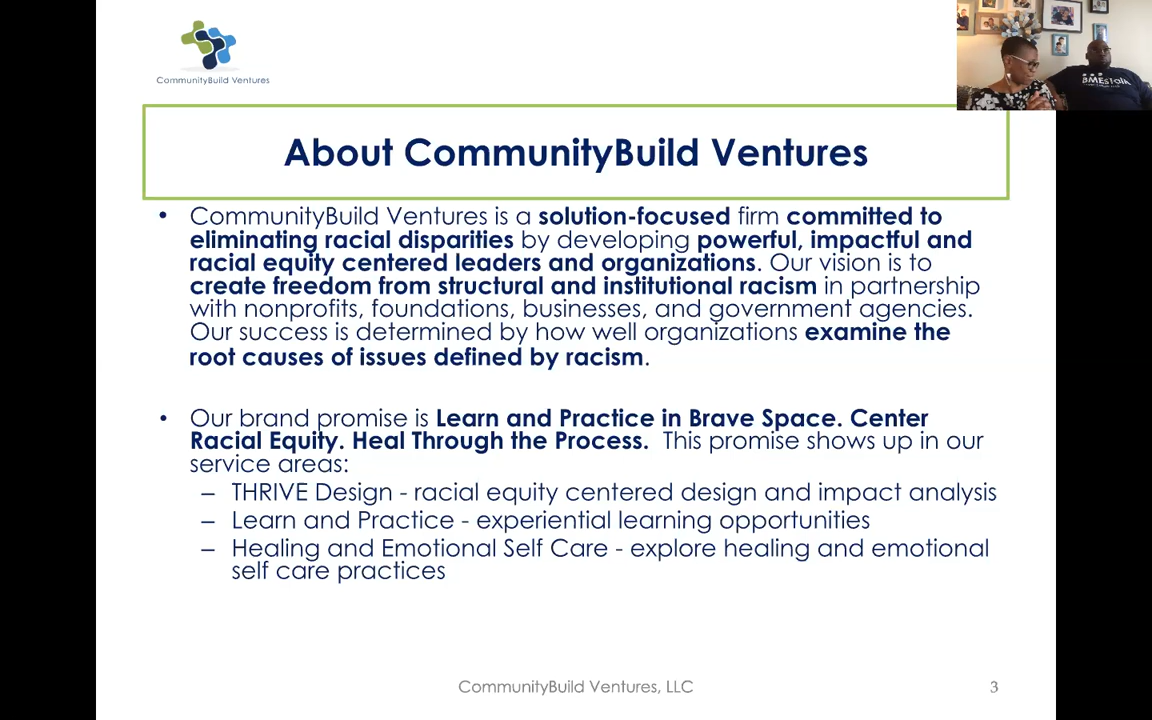 CommunityBuild Ventures
About CommunityBuild Ventures
• CommunityBuild Ventures is a solution-focused firm committed to
eliminating racial disparities by developing powerful, impactful and
racial equity centered leaders and organizations. Our vision is to
create freedom from structural and institutional racism in partnership
with nonprofits, foundations, businesses, and government agencies.
Our success is determined by how well organizations examine the
root causes of issues defined by racism.
• Our brand promise is Learn and Practice in Brave Space. Center
Racial Equity. Heal Through the Process. This promise shows up in our
service areas:
– THRIVE Design - racial equity centered design and impact analysis
– Learn and Practice - experiential learning opportunities
– Healing and Emotional Self Care - explore healing and emotional
self care practices
CommunityBuild Ventures, LLC
3